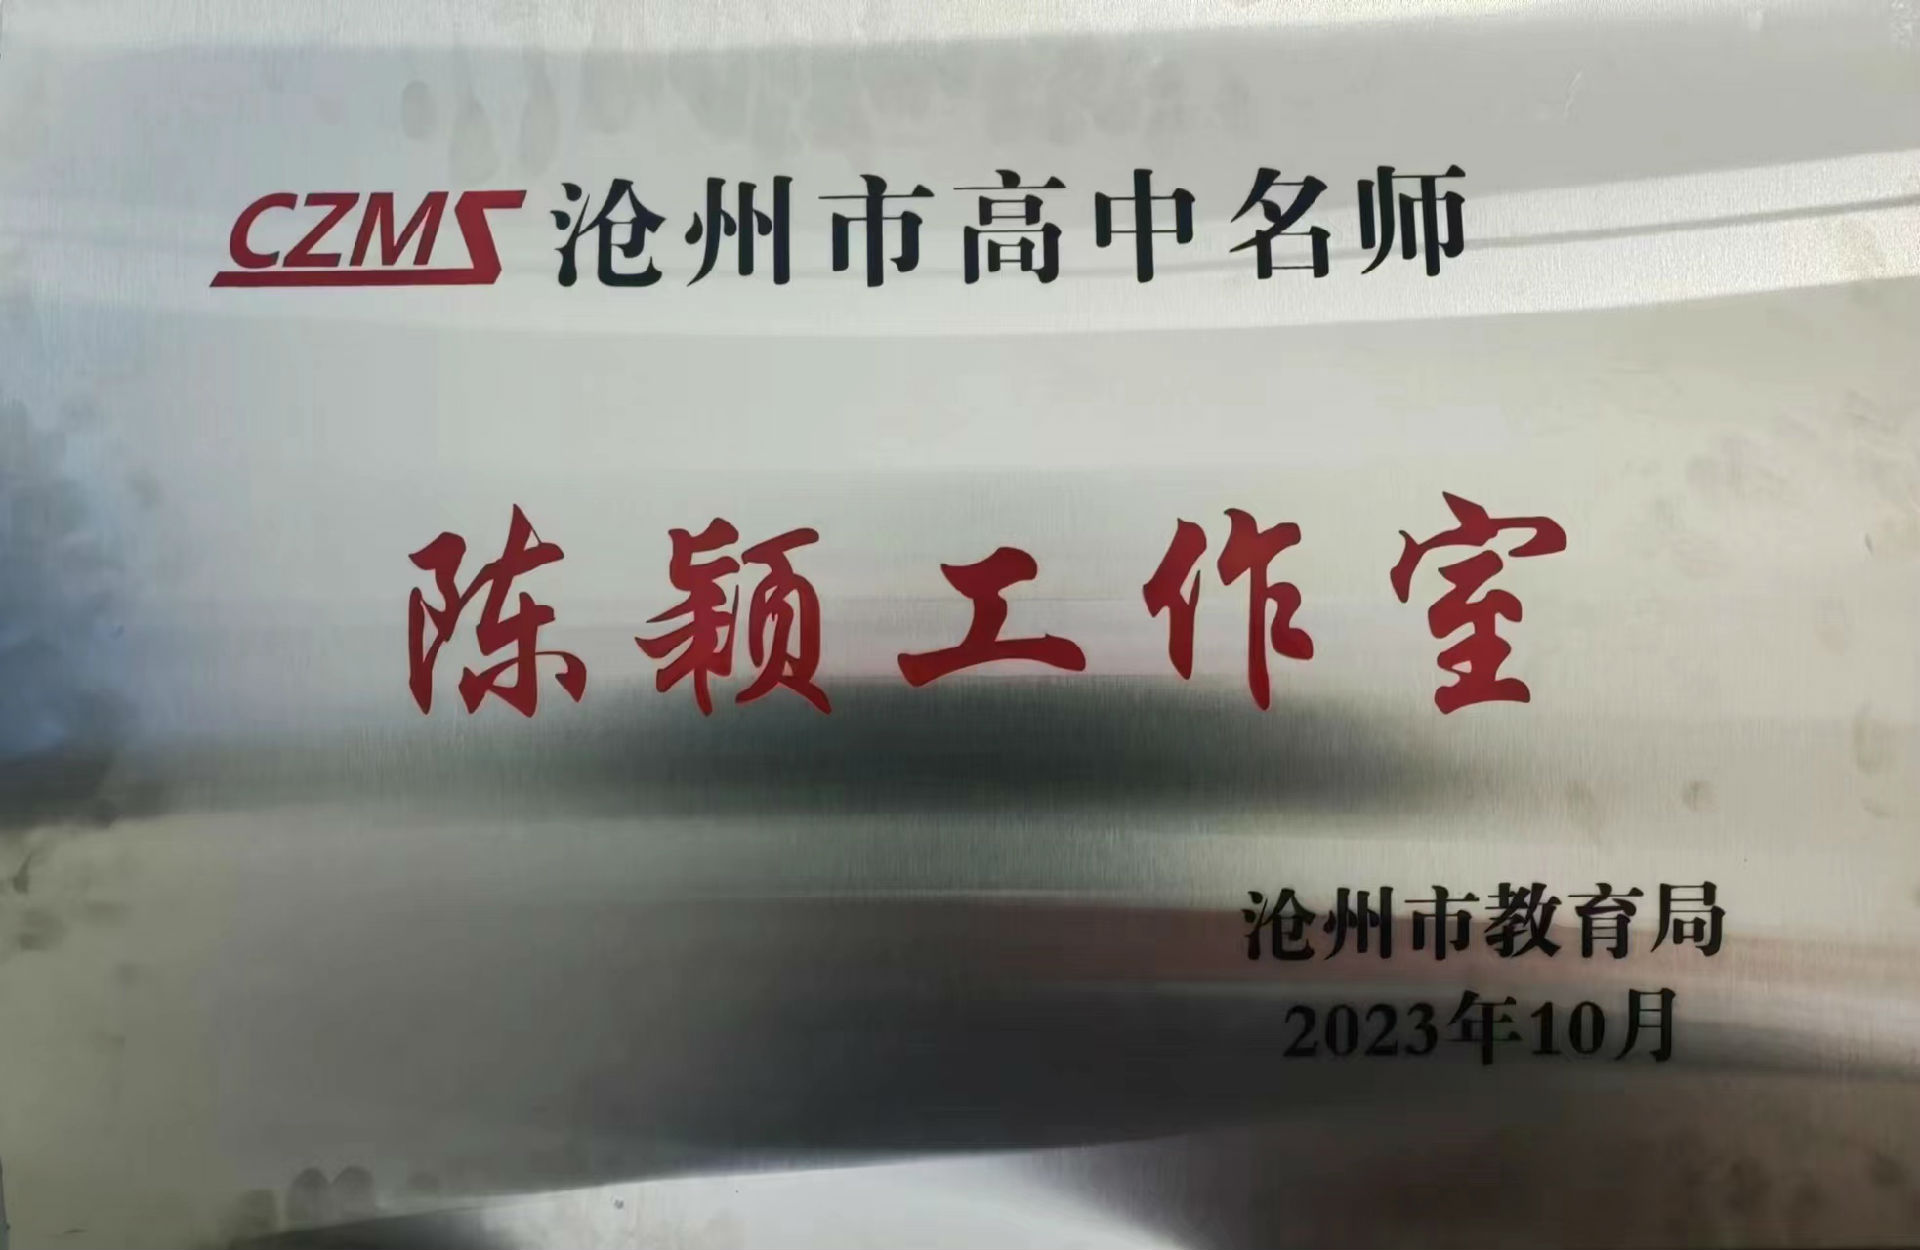 CZMS 沧州市高中名师
陈颖工作室
沧州市教育局
2023年10月